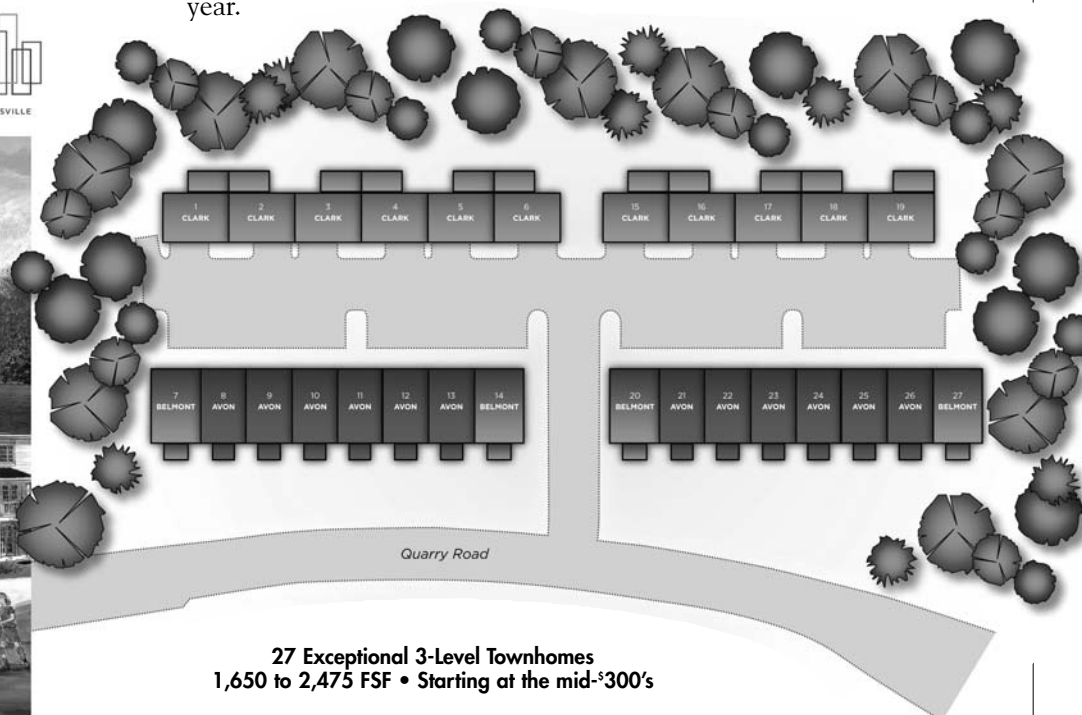 year.
SVILLE
1 2 3 4 5 6 15 16 17 18 19
CLARK CLARK CLARK CLARK CLARK CLARK CLARK CLARK CLARK CLARK CLARK
7 8 9 10 11 12 13 14 20 21 22 23 24 25 26 27
BELMONT AVON AVON AVON AVON AVON AVON BELMONT BELMONT AVON AVON AVON AVON AVON AVON BELMONT
Quarry Road
27 Exceptional 3-Level Townhomes
1,650 to 2,475 FSF • Starting at the mid-$300's